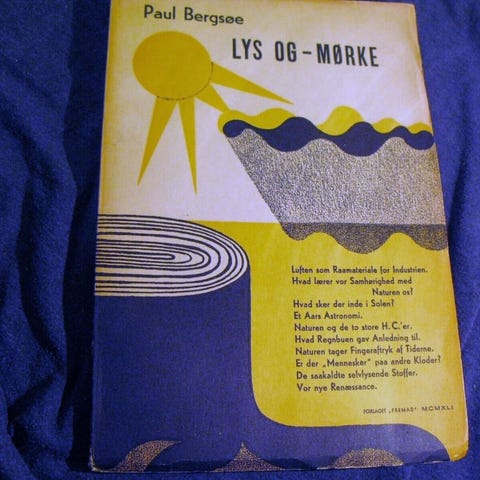 Paul Bergsøe
LYS OG - MØRKE
Luften som Raamateriale for Industrien.
Hvad lærer vor Samhørighed med
Naturen os?
Hvad sker der inde i Solen?
Et Aars Astronomi.
Naturen og de to store H.C.'er.
Hvad Regnbuen gav Anledning til.
Naturen tager Fingeraftryk af Tiderne.
Er der „Mennesker" paa andre Kloder?
De saakaldte selvlysende Stoffer.
Vor nye Renæssance.
FORLAGET „FREMAD" MCMXLI